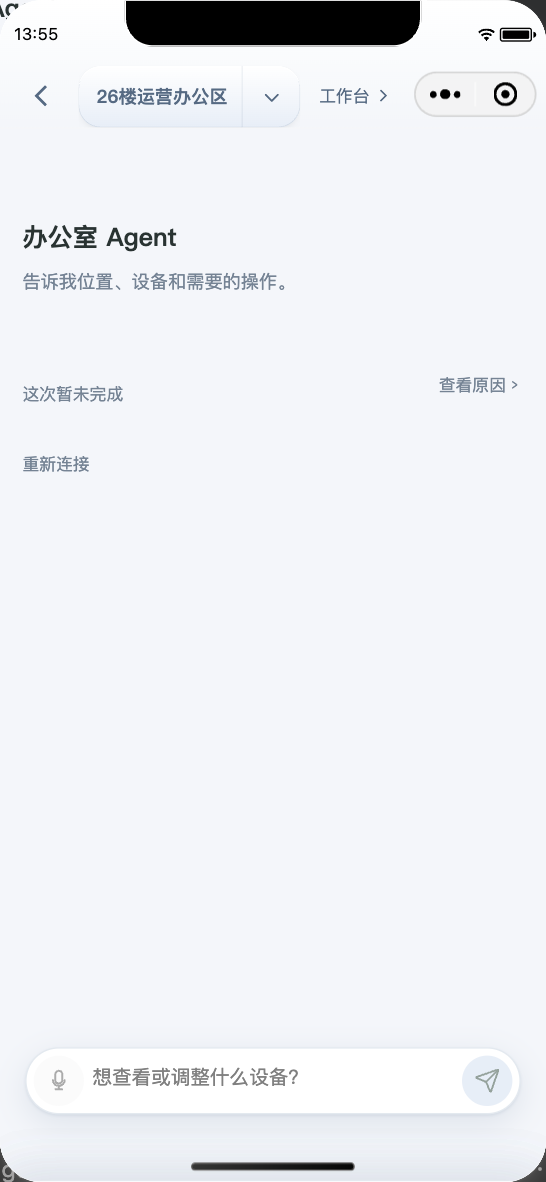 13:55
26楼运营办公区
工作台
办公室 Agent
告诉我位置、设备和需要的操作。
这次暂未完成
查看原因
重新连接
想查看或调整什么设备?